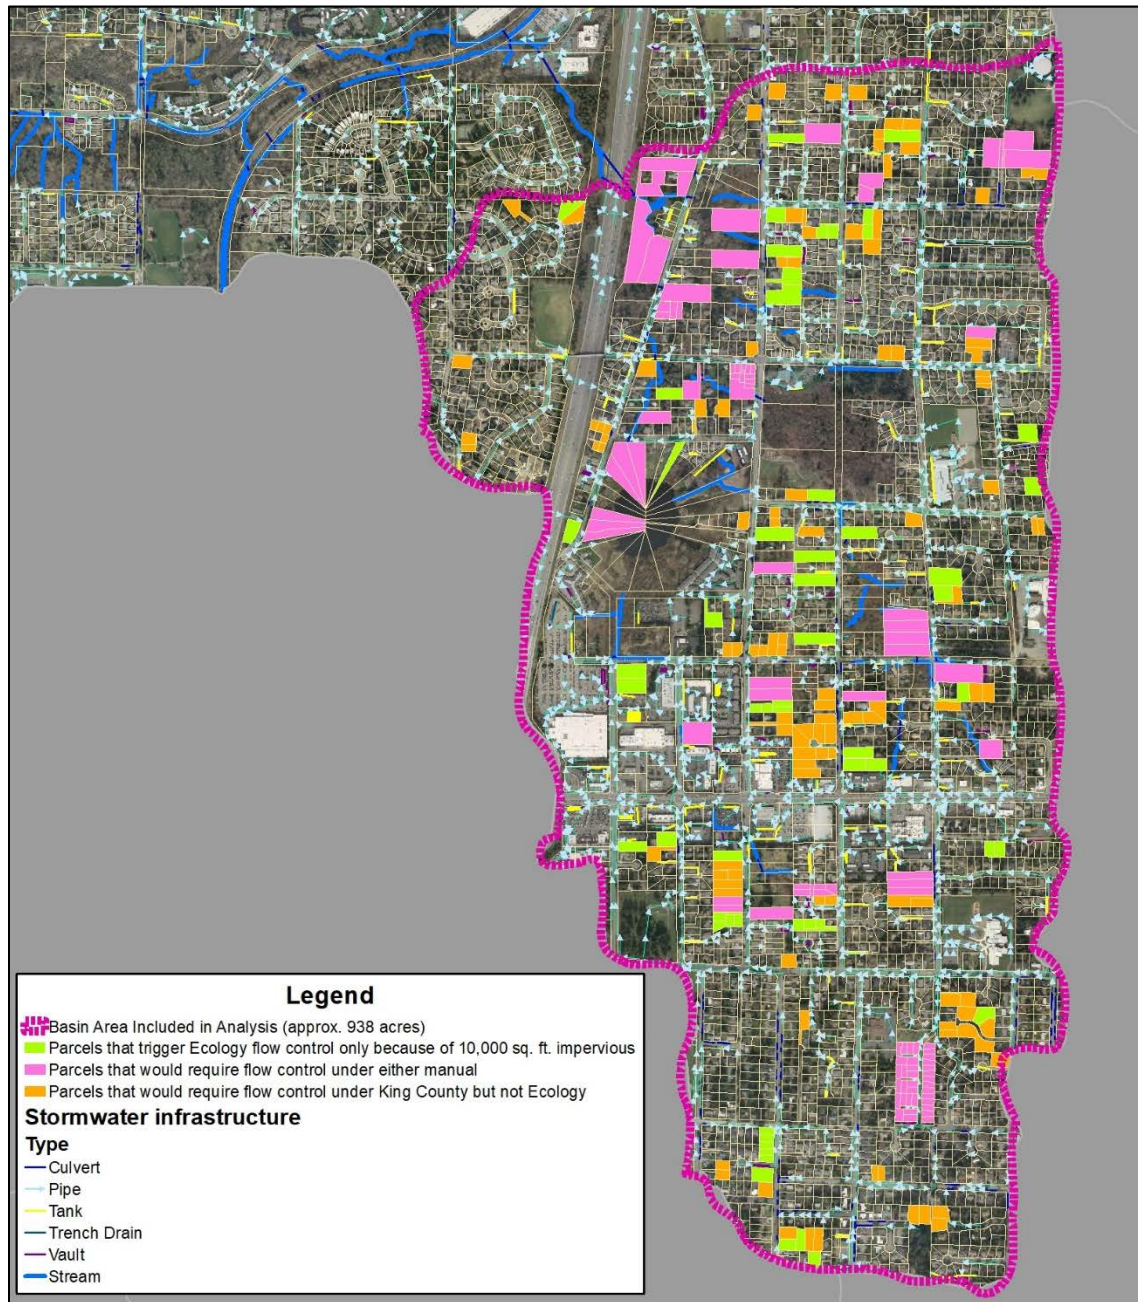 Legend
Basin Area Included in Analysis (approx. 938 acres)
Parcels that trigger Ecology flow control only because of 10,000 sq. ft. impervious
Parcels that would require flow control under either manual
Parcels that would require flow control under King County but not Ecology
Stormwater infrastructure
Type
Culvert
Pipe
Tank
Trench Drain
Vault
Stream